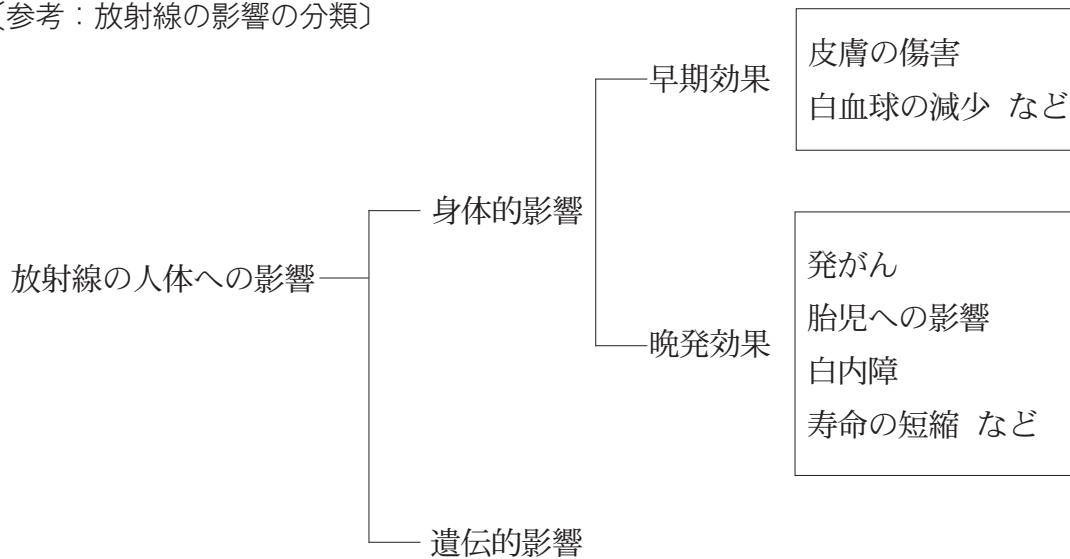 〔参考：放射線の影響の分類〕
放射線の人体への影響
身体的影響
早期効果
皮膚の傷害
白血球の減少 など
晩発効果
発がん
胎児への影響
白内障
寿命の短縮 など
遺伝的影響